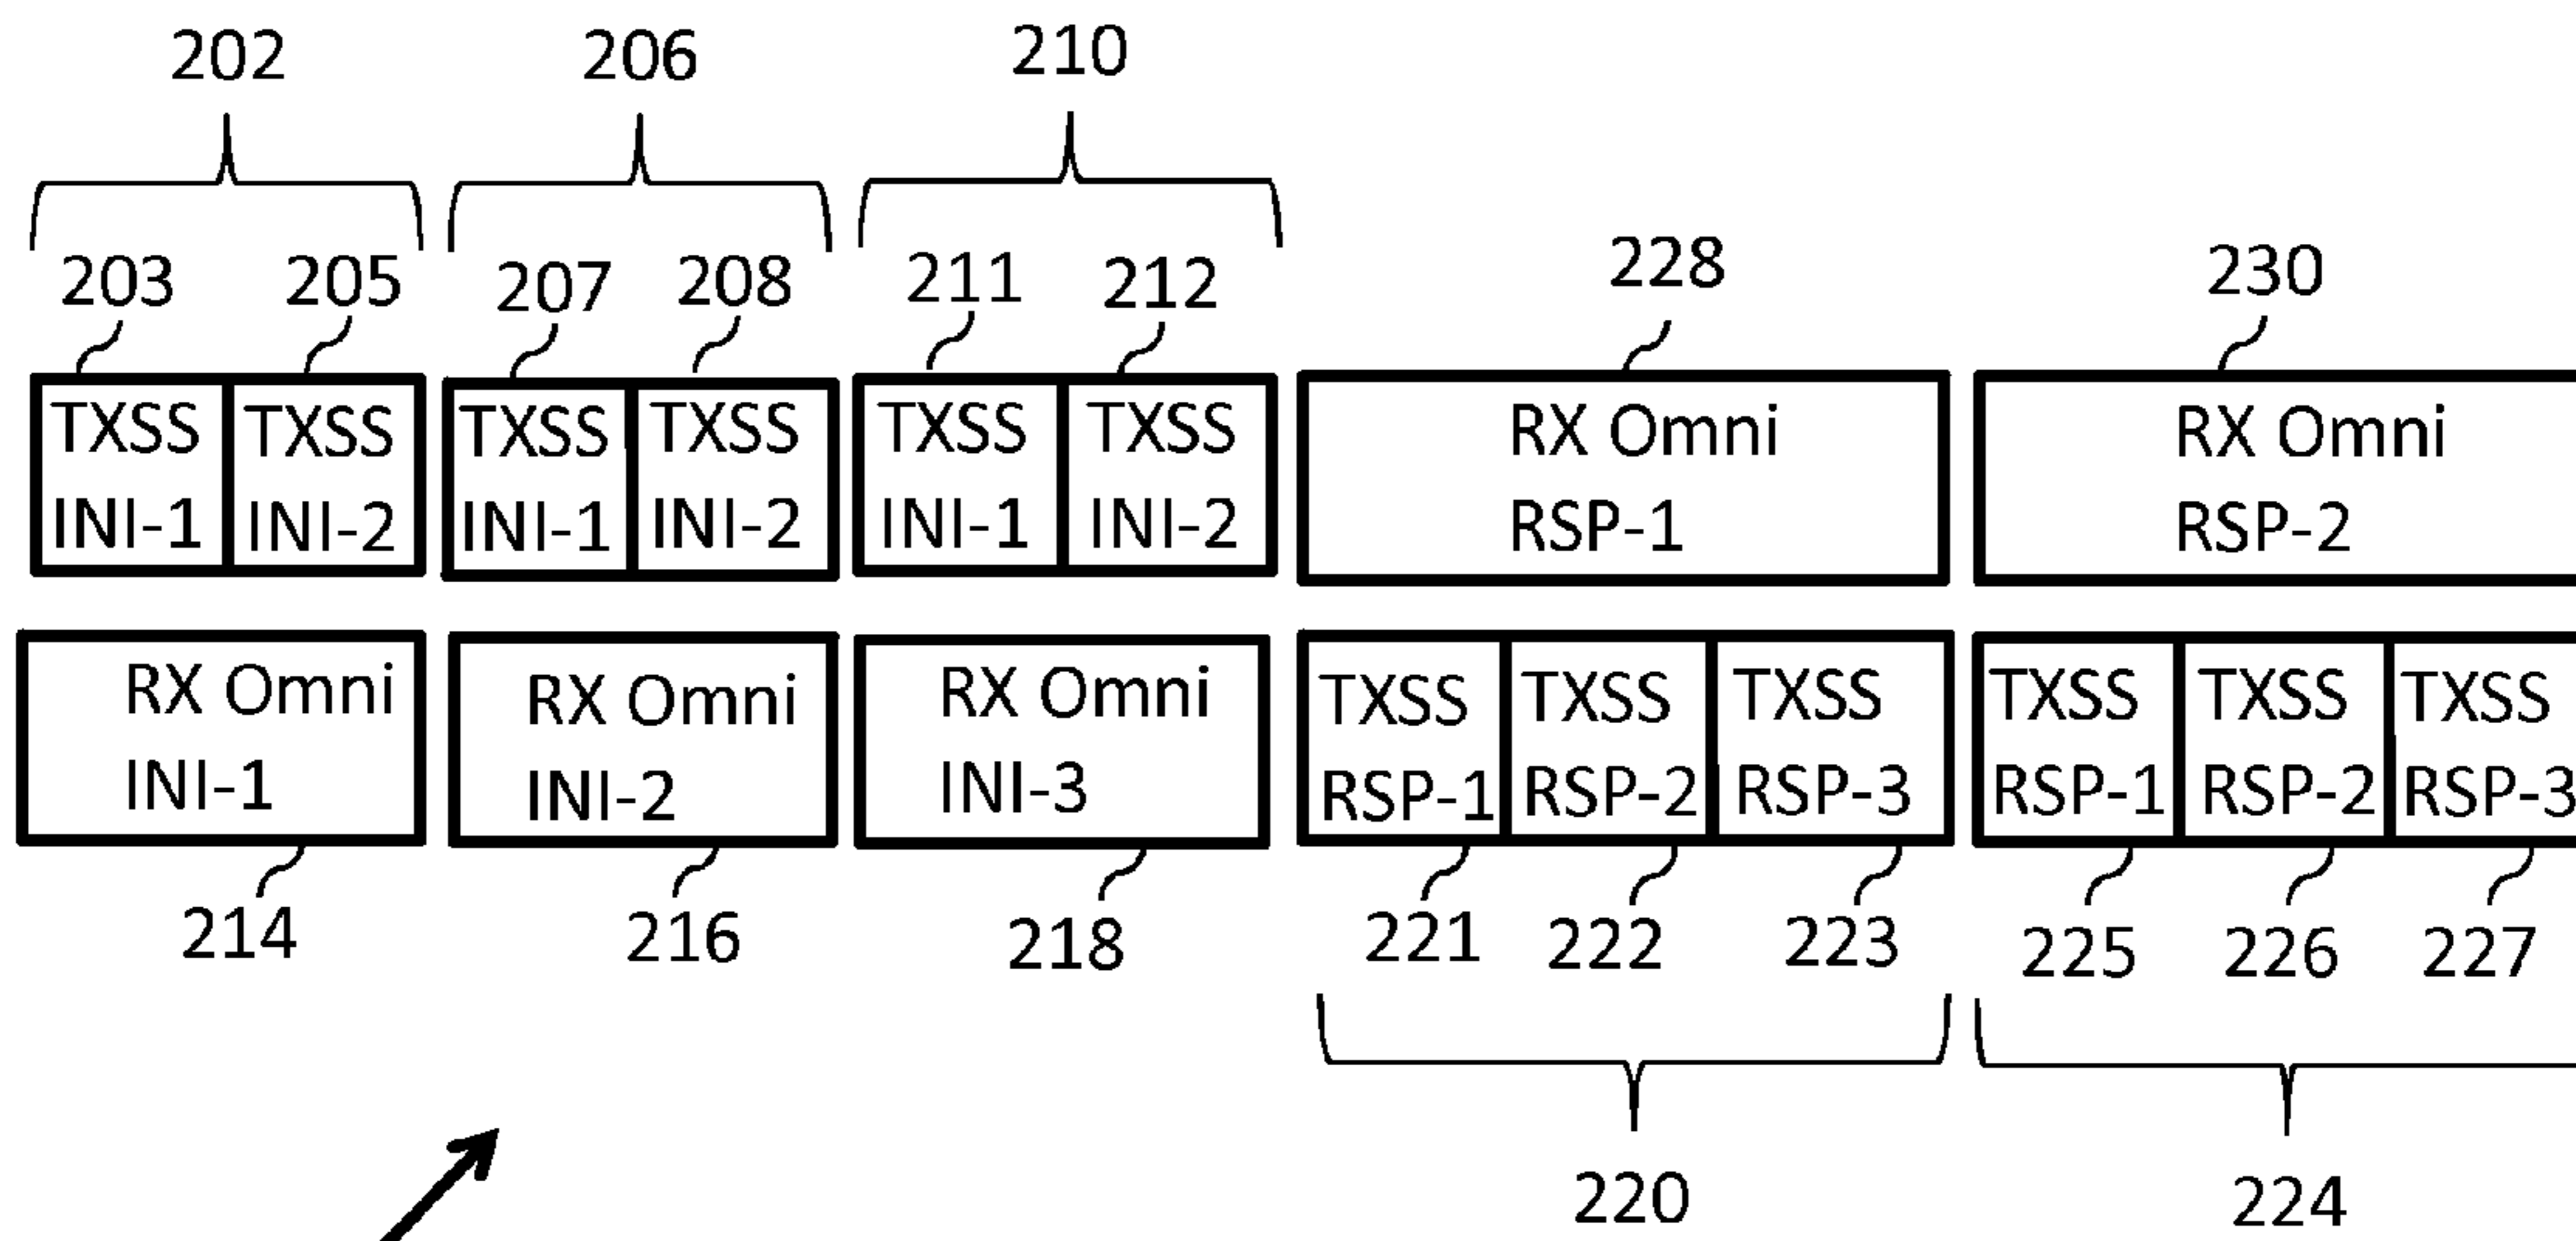 202 206 210
203 205 207 208 211 212 228 230
TXSS TXSS TXSS TXSS TXSS TXSS RX Omni RX Omni
INI-1 INI-2 INI-1 INI-2 INI-1 INI-2 RSP-1 RSP-2
RX Omni RX Omni RX Omni TXSS TXSS TXSS TXSS TXSS TXSS
INI-1 INI-2 INI-3 RSP-1 RSP-2 RSP-3 RSP-1 RSP-2 RSP-3
214 216 218 221 222 223 225 226 227
220 224